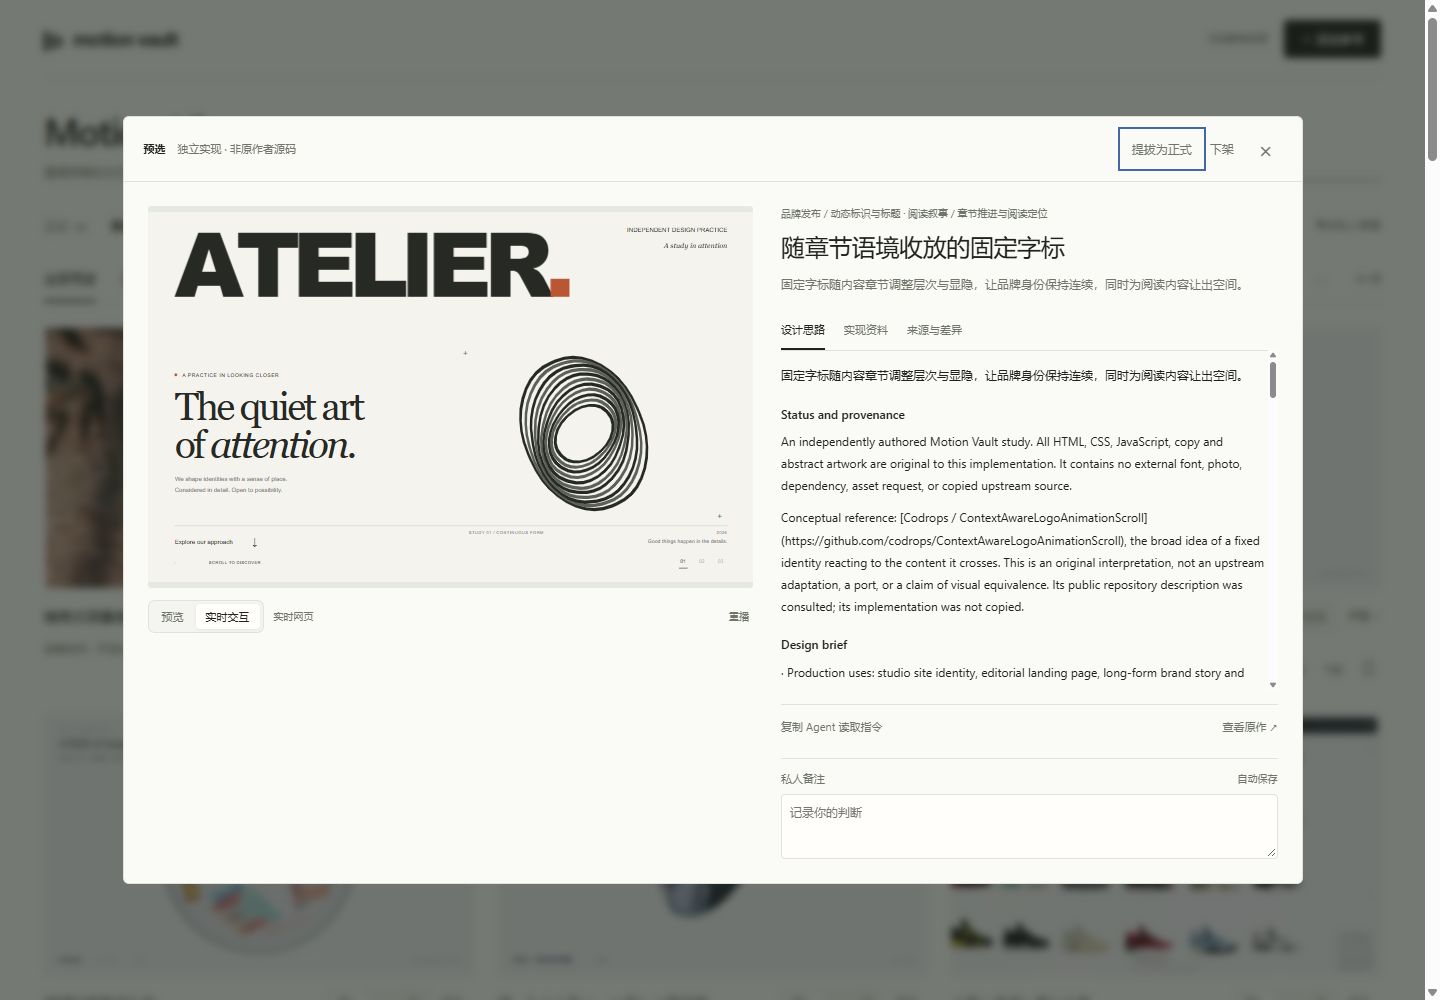 motion vault
预选
独立实现 · 非原作者源码
提拔为正式
下架
×
ATELIER.
INDEPENDENT DESIGN PRACTICE
A study in attention
A PRACTICE IN LOOKING CLOSER
The quiet art
of attention.
We shape identities with a sense of place.
Considered in detail. Open to possibility.
STUDY 01 / CONTINUOUS FORM
2026
Explore our approach ↓
Good things happen in the details.
SCROLL TO DISCOVER
01 02 03
预览
实时交互
实时网页
重播
品牌发布 / 动态标识与标题 · 阅读叙事 / 章节推进与阅读定位
随章节语境收放的固定字标
固定字标随内容章节调整层次与显隐，让品牌身份保持连续，同时为阅读内容让出空间。
设计思路
实现资料
来源与差异
固定字标随内容章节调整层次与显隐，让品牌身份保持连续，同时为阅读内容让出空间。
Status and provenance
An independently authored Motion Vault study. All HTML, CSS, JavaScript, copy and
abstract artwork are original to this implementation. It contains no external font, photo,
dependency, asset request, or copied upstream source.
Conceptual reference: [Codrops / ContextAwareLogoAnimationScroll]
(https://github.com/codrops/ContextAwareLogoAnimationScroll), the broad idea of a fixed
identity reacting to the content it crosses. This is an original interpretation, not an upstream
adaptation, a port, or a claim of visual equivalence. Its public repository description was
consulted; its implementation was not copied.
Design brief
· Production uses: studio site identity, editorial landing page, long-form brand story and
复制 Agent 读取指令
查看原作 ↗
私人备注
自动保存
记录你的判断